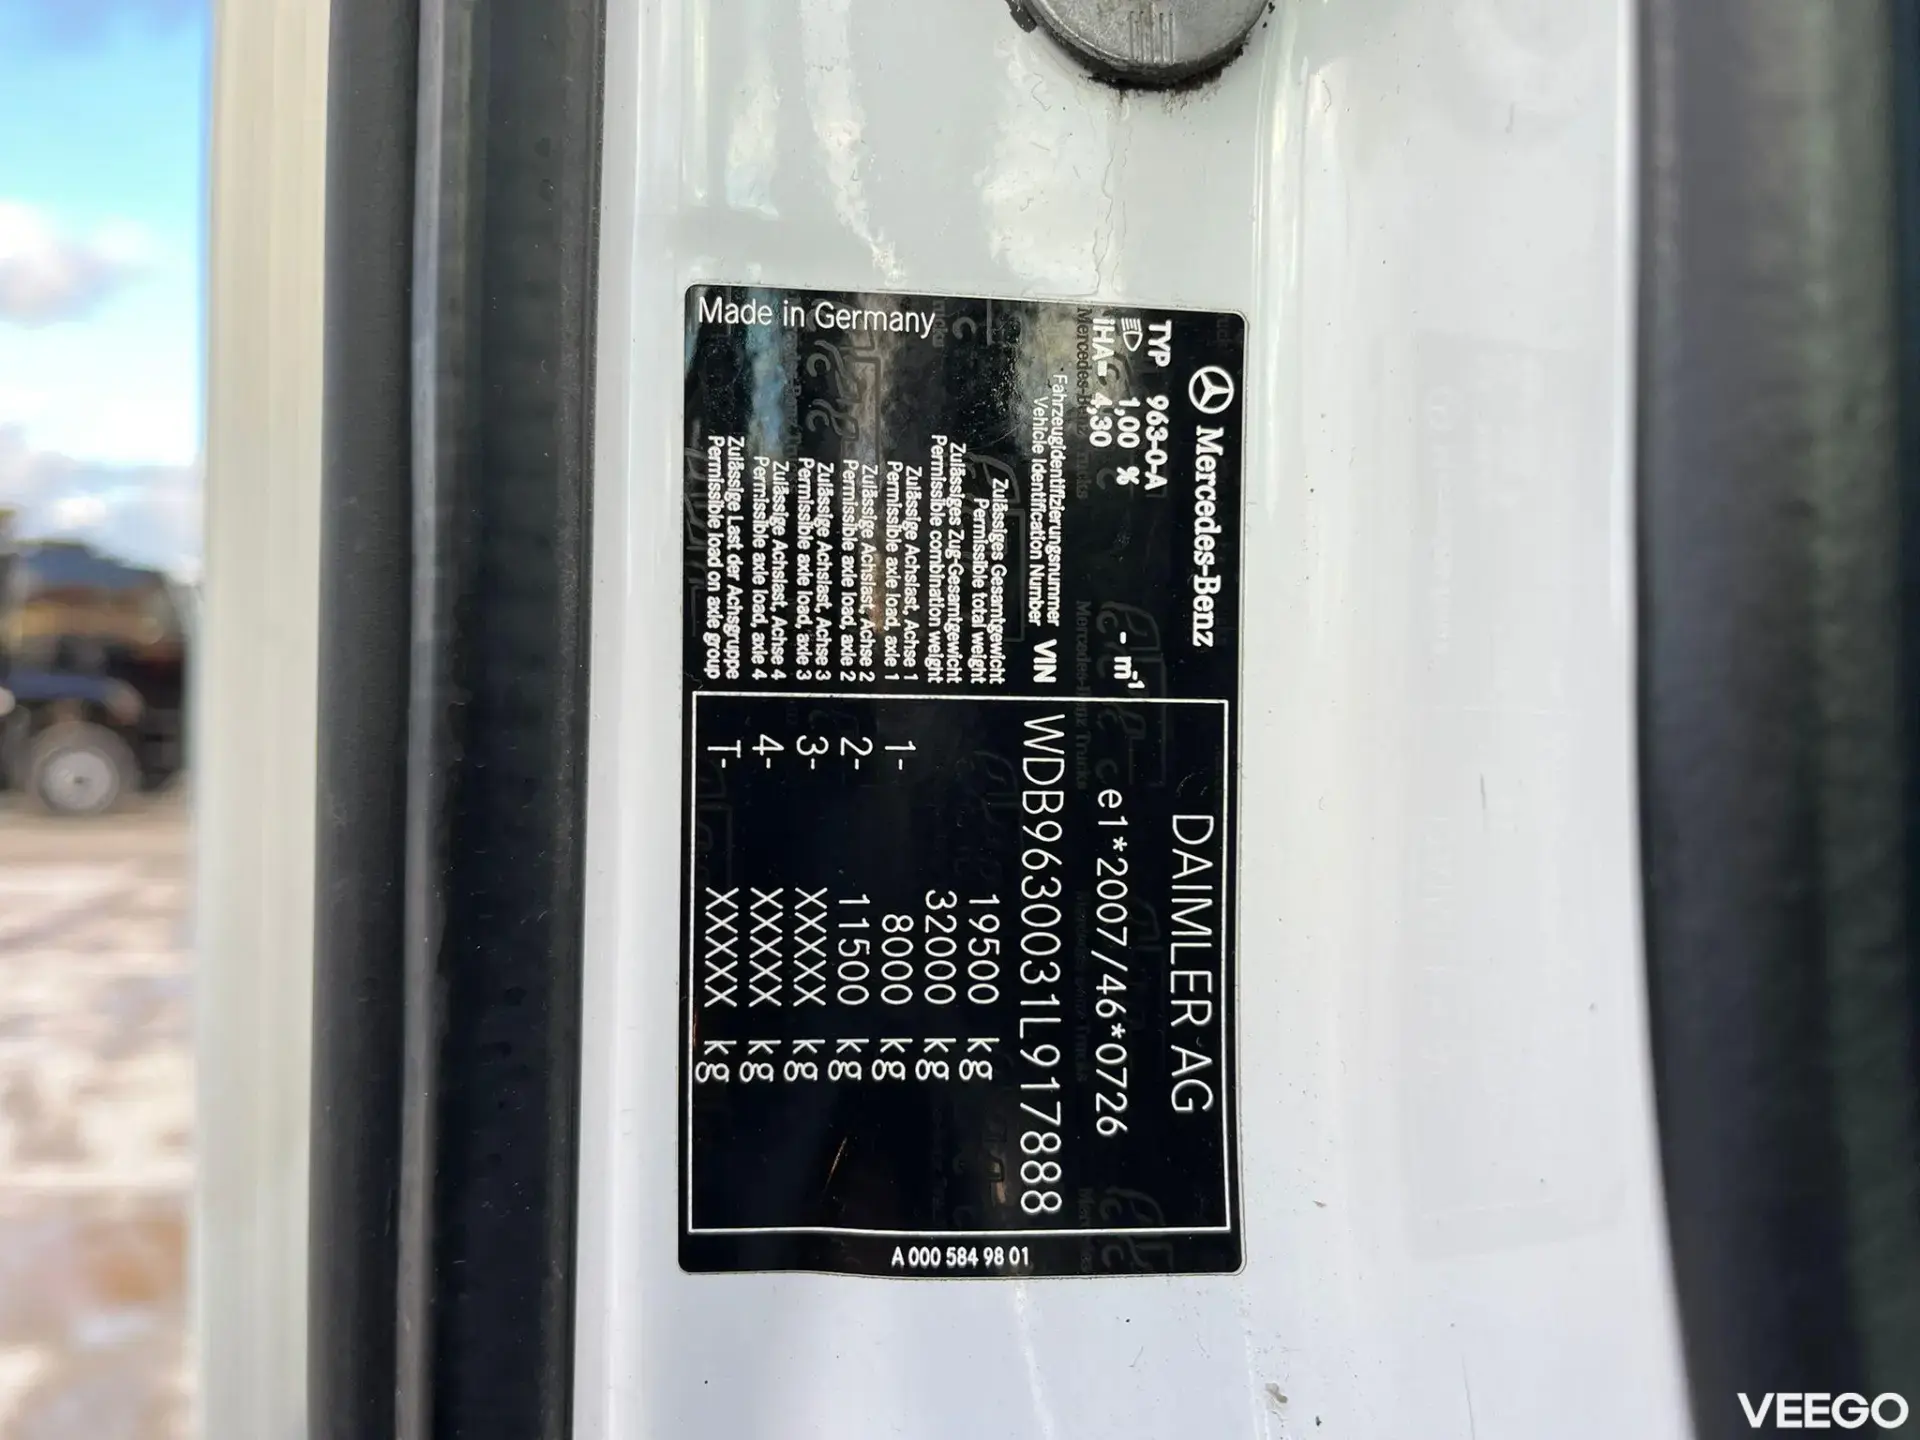 Mercedes-Benz
TYP 963-0-A
1,00 % - m-1
iHA= 4,30
Fahrzeugidentifizierungsnummer
Vehicle Identification Number VIN
Zulässiges Gesamtgewicht
Permissible total weight
Zulässiges Zug-Gesamtgewicht
Permissible combination weight
Zulässige Achslast, Achse 1
Permissible axle load, axle 1
Zulässige Achslast, Achse 2
Permissible axle load, axle 2
Zulässige Achslast, Achse 3
Permissible axle load, axle 3
Zulässige Achslast, Achse 4
Permissible axle load, axle 4
Zulässige Last der Achsgruppe
Permissible load on axle group
Made in Germany
DAIMLER AG
e1*2007/46*0726
WDB9630031L917888
19500 kg
32000 kg
1- 8000 kg
2- 11500 kg
3- XXXXX kg
4- XXXXX kg
T- XXXXX kg
A 000 584 98 01
VEEGO